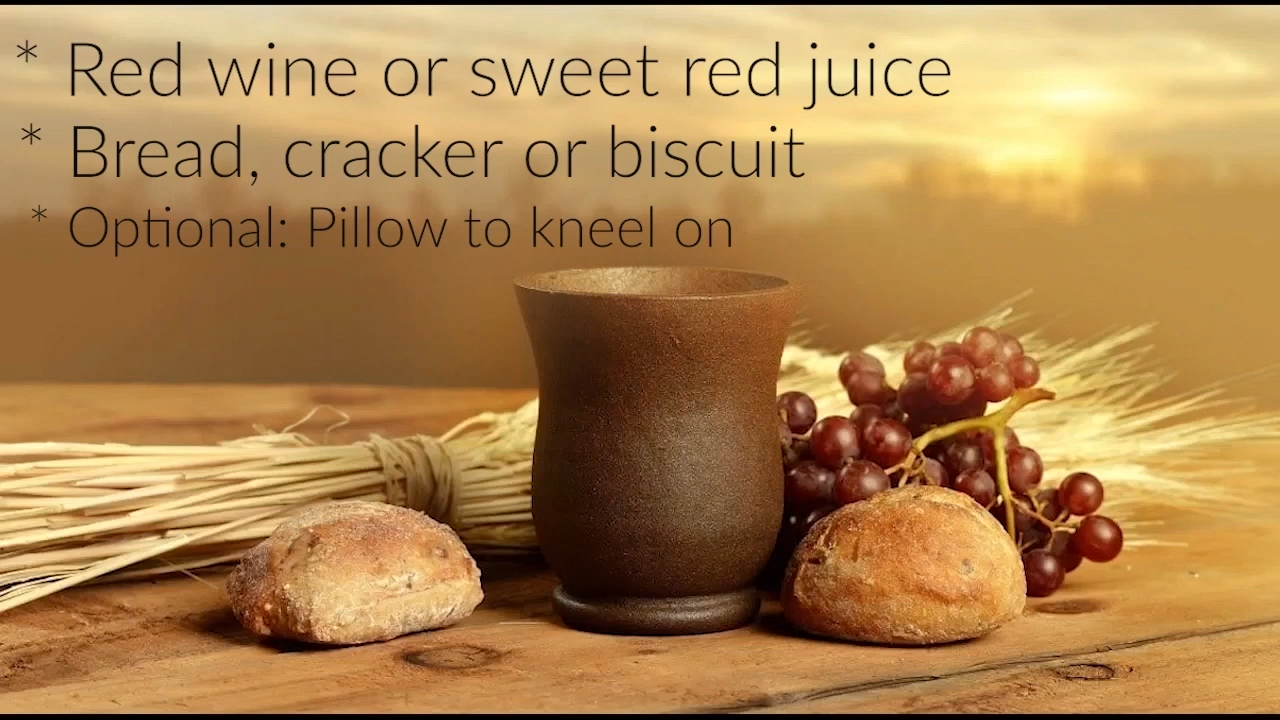 * Red wine or sweet red juice
* Bread, cracker or biscuit
* Optional: Pillow to kneel on